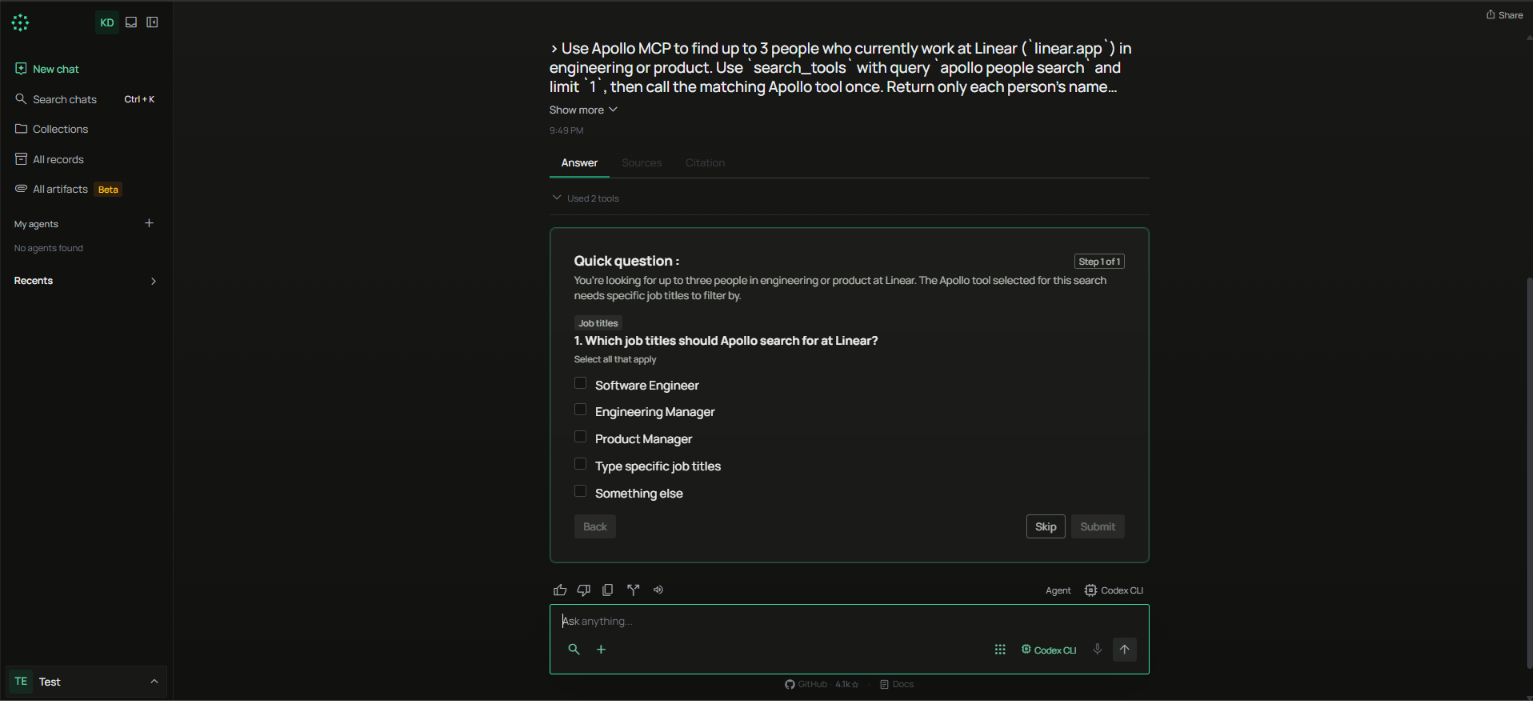 KD
Share
New chat
Search chats Ctrl+K
Collections
All records
All artifacts Beta
My agents +
No agents found
Recents
TE Test
> Use Apollo MCP to find up to 3 people who currently work at Linear (`linear.app`) in
engineering or product. Use `search_tools` with query `apollo people search` and
limit `1`, then call the matching Apollo tool once. Return only each person's name…
Show more
9:49 PM
Answer Sources Citation
Used 2 tools
Quick question :
Step 1 of 1
You're looking for up to three people in engineering or product at Linear. The Apollo tool selected for this search
needs specific job titles to filter by.
Job titles
1. Which job titles should Apollo search for at Linear?
Select all that apply
Software Engineer
Engineering Manager
Product Manager
Type specific job titles
Something else
Back Skip Submit
Agent Codex CLI
Ask anything...
+ Codex CLI
GitHub · 4.1k☆ Docs